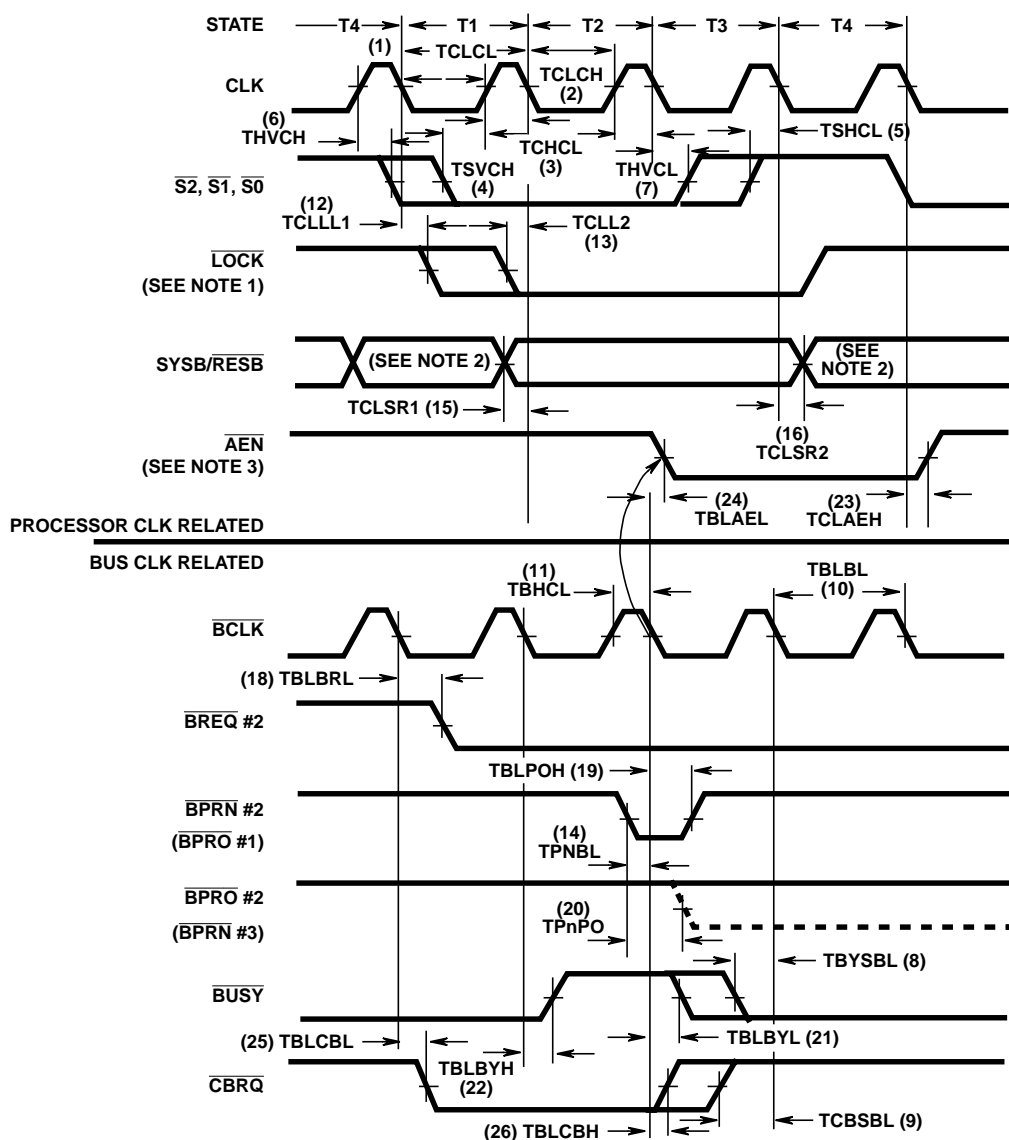 STATE T4 T1 T2 T3 T4
(1)
TCLCL
CLK
TCLCH
(2)
(6)
THVCH
TCHCL
(3)
TSHCL (5)
S2, S1, S0
TSVCH
(4)
THVCL
(7)
(12)
TCLLL1
TCLL2
(13)
LOCK
(SEE NOTE 1)
SYSB/RESB
(SEE NOTE 2)
(SEE
NOTE 2)
TCLSR1 (15)
(16)
TCLSR2
AEN
(SEE NOTE 3)
(24)
TBLAEL
(23)
TCLAEH
PROCESSOR CLK RELATED
BUS CLK RELATED
(11)
TBHCL
TBLBL
(10)
BCLK
(18) TBLBRL
BREQ #2
TBLPOH (19)
BPRN #2
(BPRO #1)
(14)
TPNBL
BPRO #2
(BPRN #3)
(20)
TPnPO
TBYSBL (8)
BUSY
(25) TBLCBL
TBLBYH
(22)
TBLBYL (21)
CBRQ
TCBSBL (9)
(26) TBLCBH